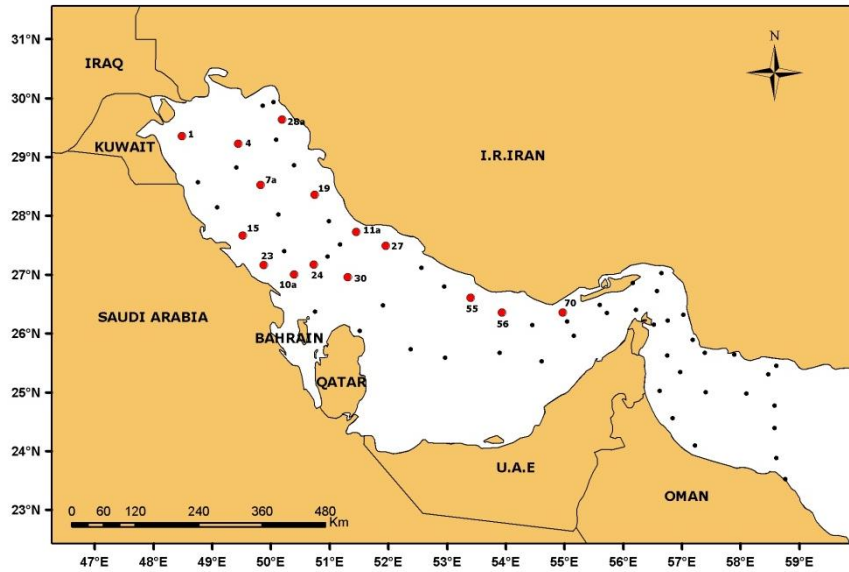 31°N
30°N
29°N
28°N
27°N
26°N
25°N
24°N
23°N
N
IRAQ
KUWAIT
I.R.IRAN
SAUDI ARABIA
BAHRAIN
QATAR
U.A.E
OMAN
28a
1
4
7a
19
15
11a
27
23
10a
24
30
55
56
70
0 60 120 240 360 480
Km
47°E 48°E 49°E 50°E 51°E 52°E 53°E 54°E 55°E 56°E 57°E 58°E 59°E